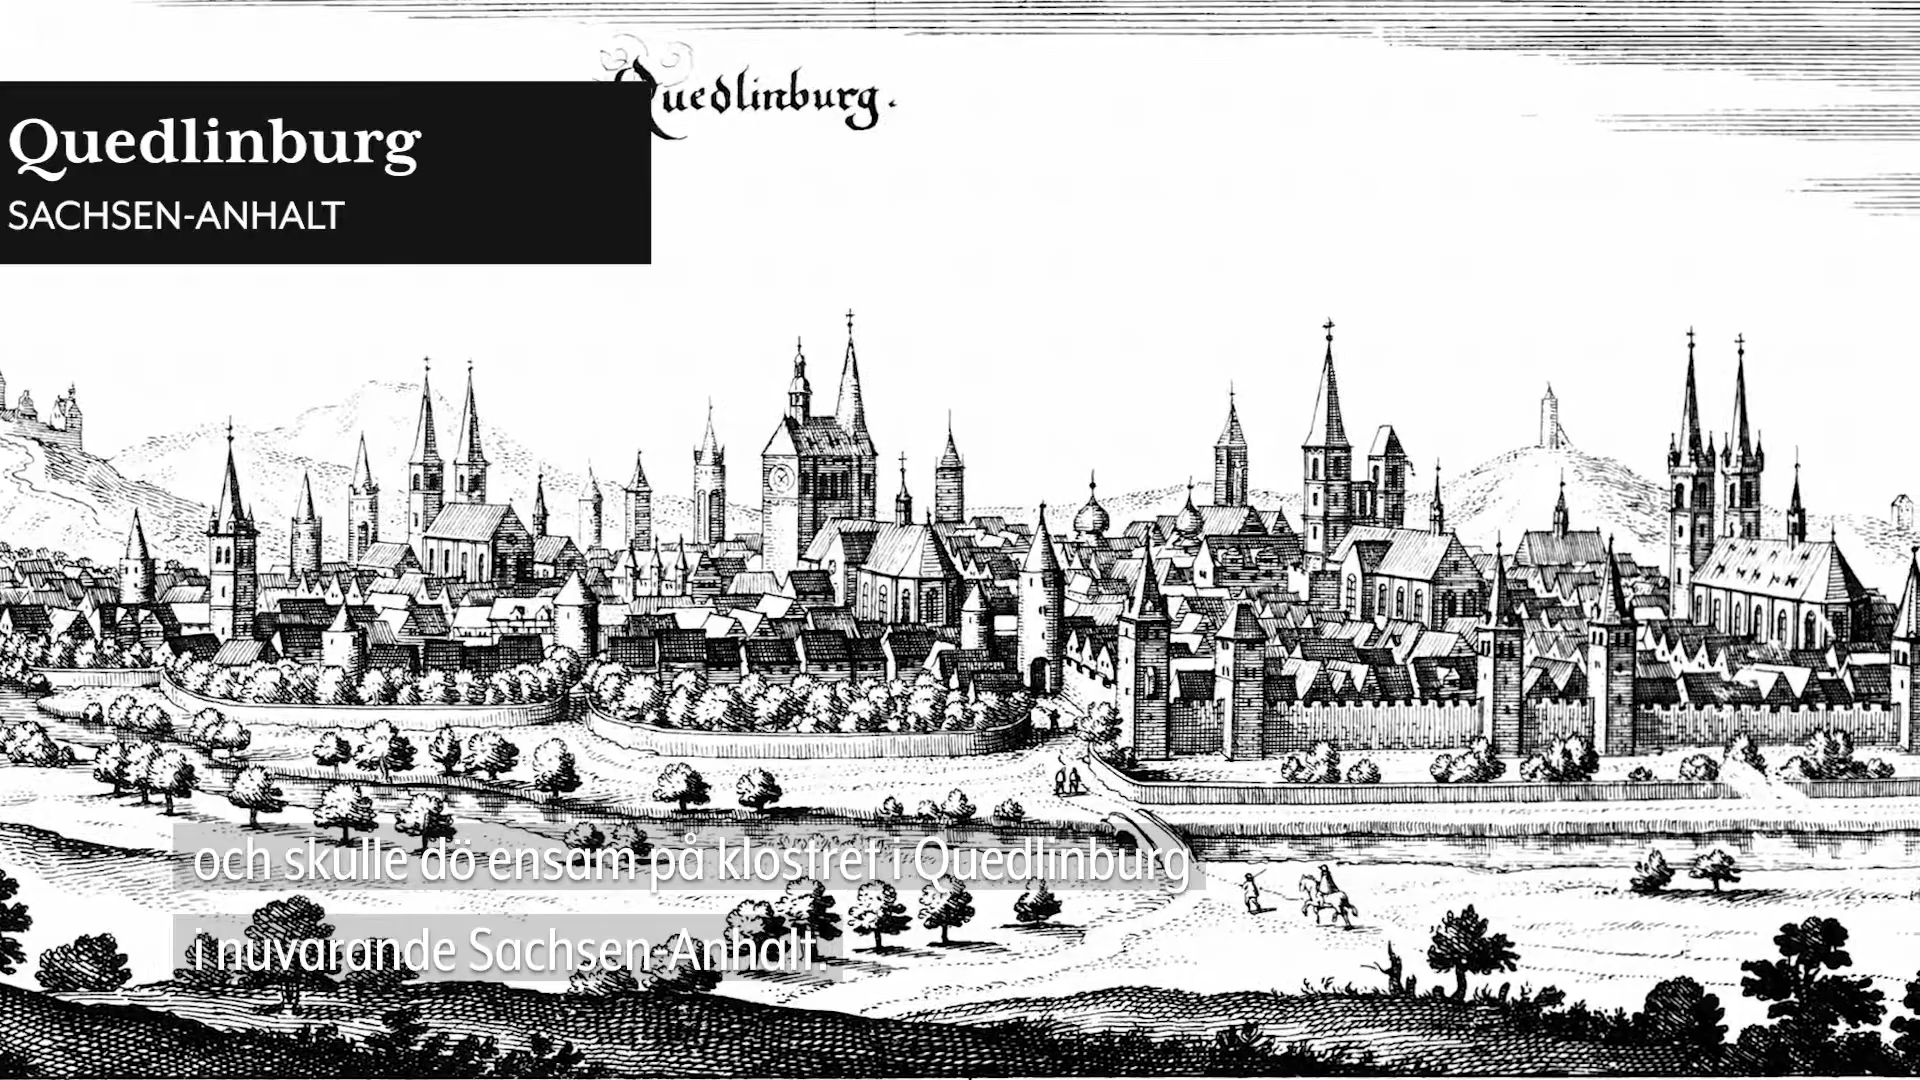 Quedlinburg.
Quedlinburg
SACHSEN-ANHALT
och skulle dö ensam på klostret i Quedlinburg
i nuvarande Sachsen-Anhalt.